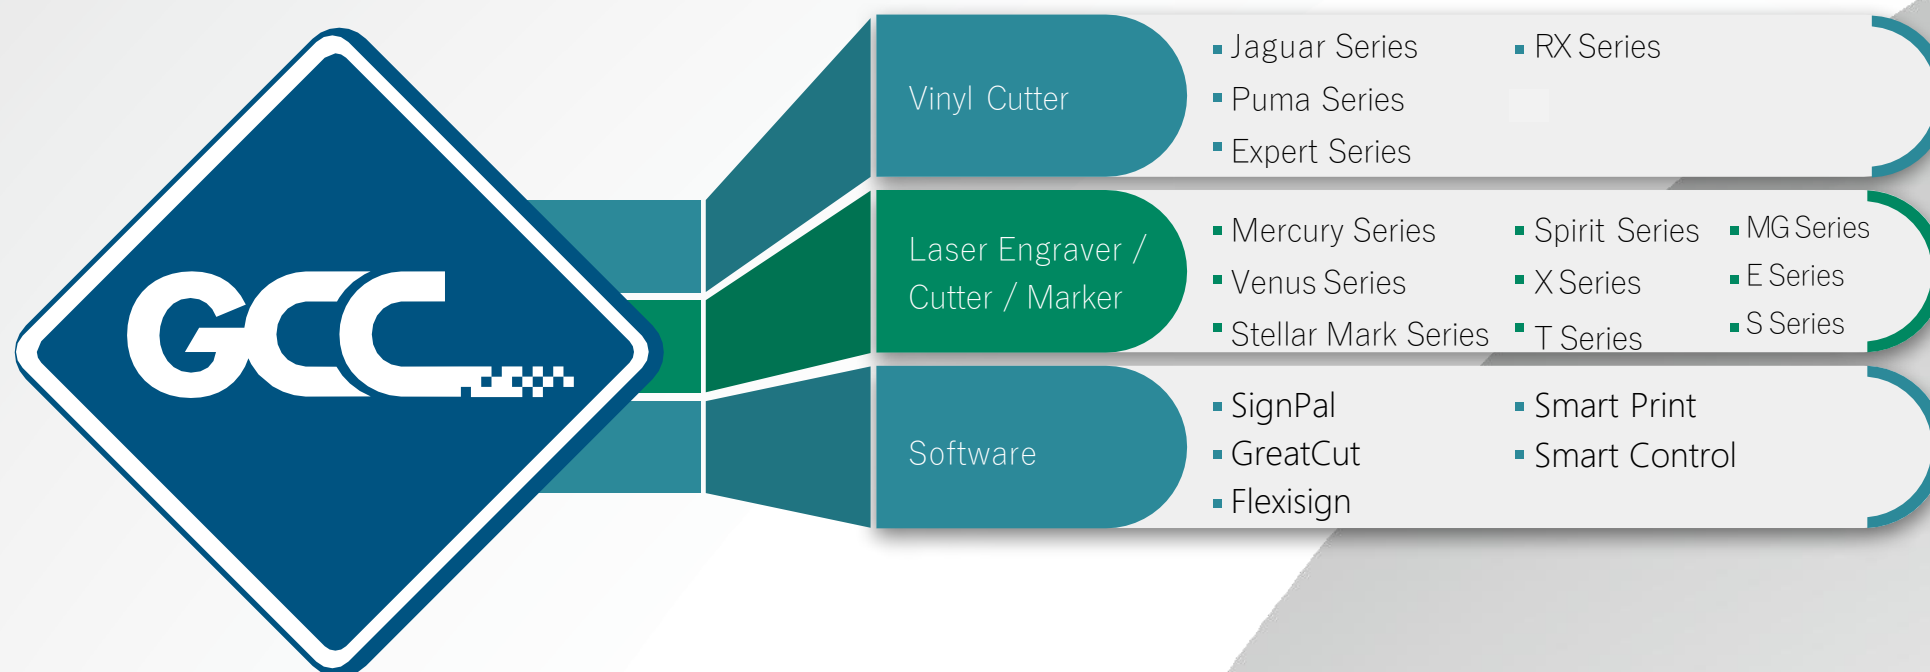 GCC
Vinyl Cutter
Jaguar Series
Puma Series
Expert Series
RX Series
Laser Engraver /
Cutter / Marker
Mercury Series
Venus Series
Stellar Mark Series
Spirit Series
X Series
T Series
MG Series
E Series
S Series
Software
SignPal
GreatCut
Flexisign
Smart Print
Smart Control